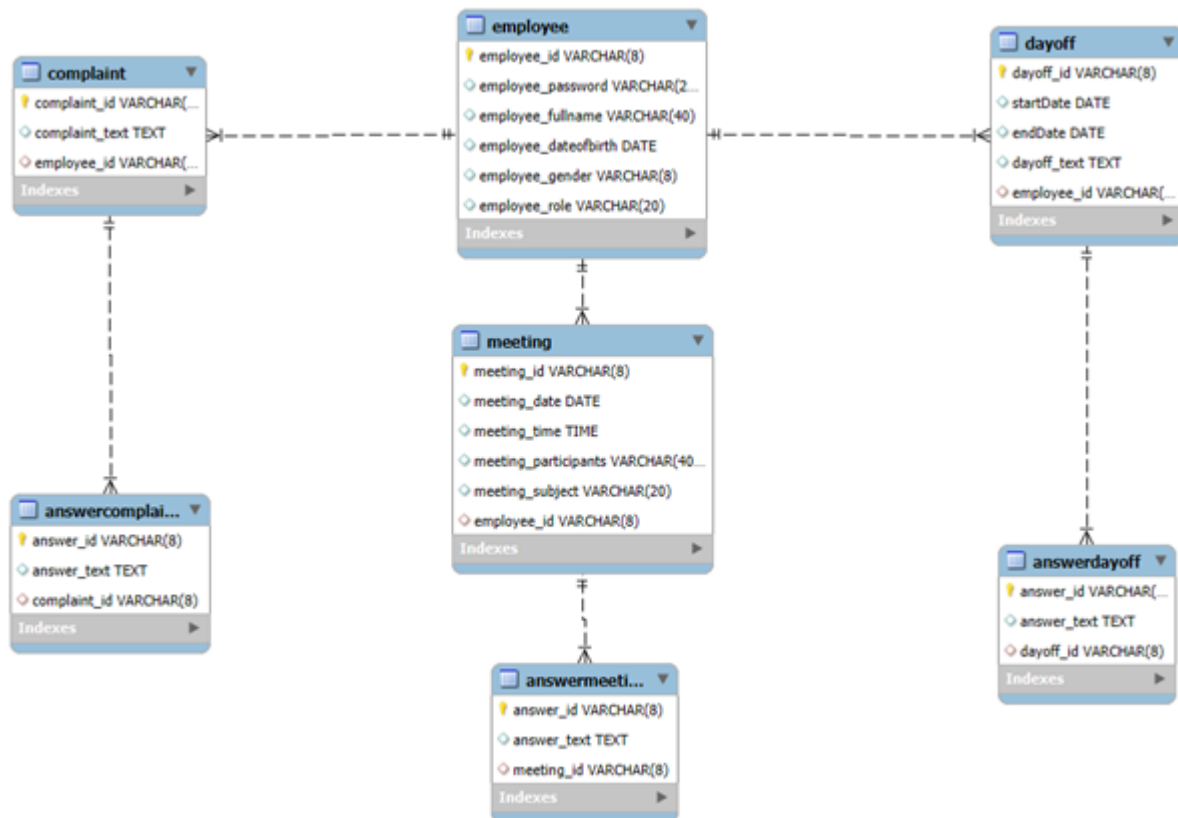 employee
employee_id VARCHAR(8)
employee_password VARCHAR(2...
employee_fullname VARCHAR(40)
employee_dateofbirth DATE
employee_gender VARCHAR(8)
employee_role VARCHAR(20)
Indexes
complaint
complaint_id VARCHAR(...
complaint_text TEXT
employee_id VARCHAR(...
Indexes
dayoff
dayoff_id VARCHAR(8)
startDate DATE
endDate DATE
dayoff_text TEXT
employee_id VARCHAR(...
Indexes
meeting
meeting_id VARCHAR(8)
meeting_date DATE
meeting_time TIME
meeting_participants VARCHAR(40...
meeting_subject VARCHAR(20)
employee_id VARCHAR(8)
Indexes
answercomplai...
answer_id VARCHAR(8)
answer_text TEXT
complaint_id VARCHAR(8)
Indexes
answerdayoff
answer_id VARCHAR(...
answer_text TEXT
dayoff_id VARCHAR(8)
Indexes
answermeeti...
answer_id VARCHAR(8)
answer_text TEXT
meeting_id VARCHAR(8)
Indexes